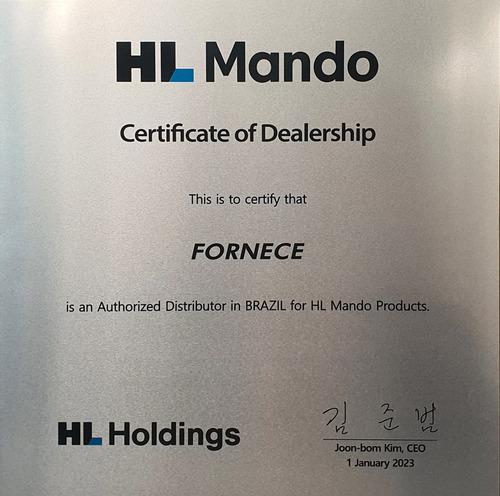 HL Mando
Certificate of Dealership
This is to certify that
FORNECE
is an Authorized Distributor in BRAZIL for HL Mando Products.
김 준 범
HL Holdings
Joon-bom Kim, CEO
1 January 2023